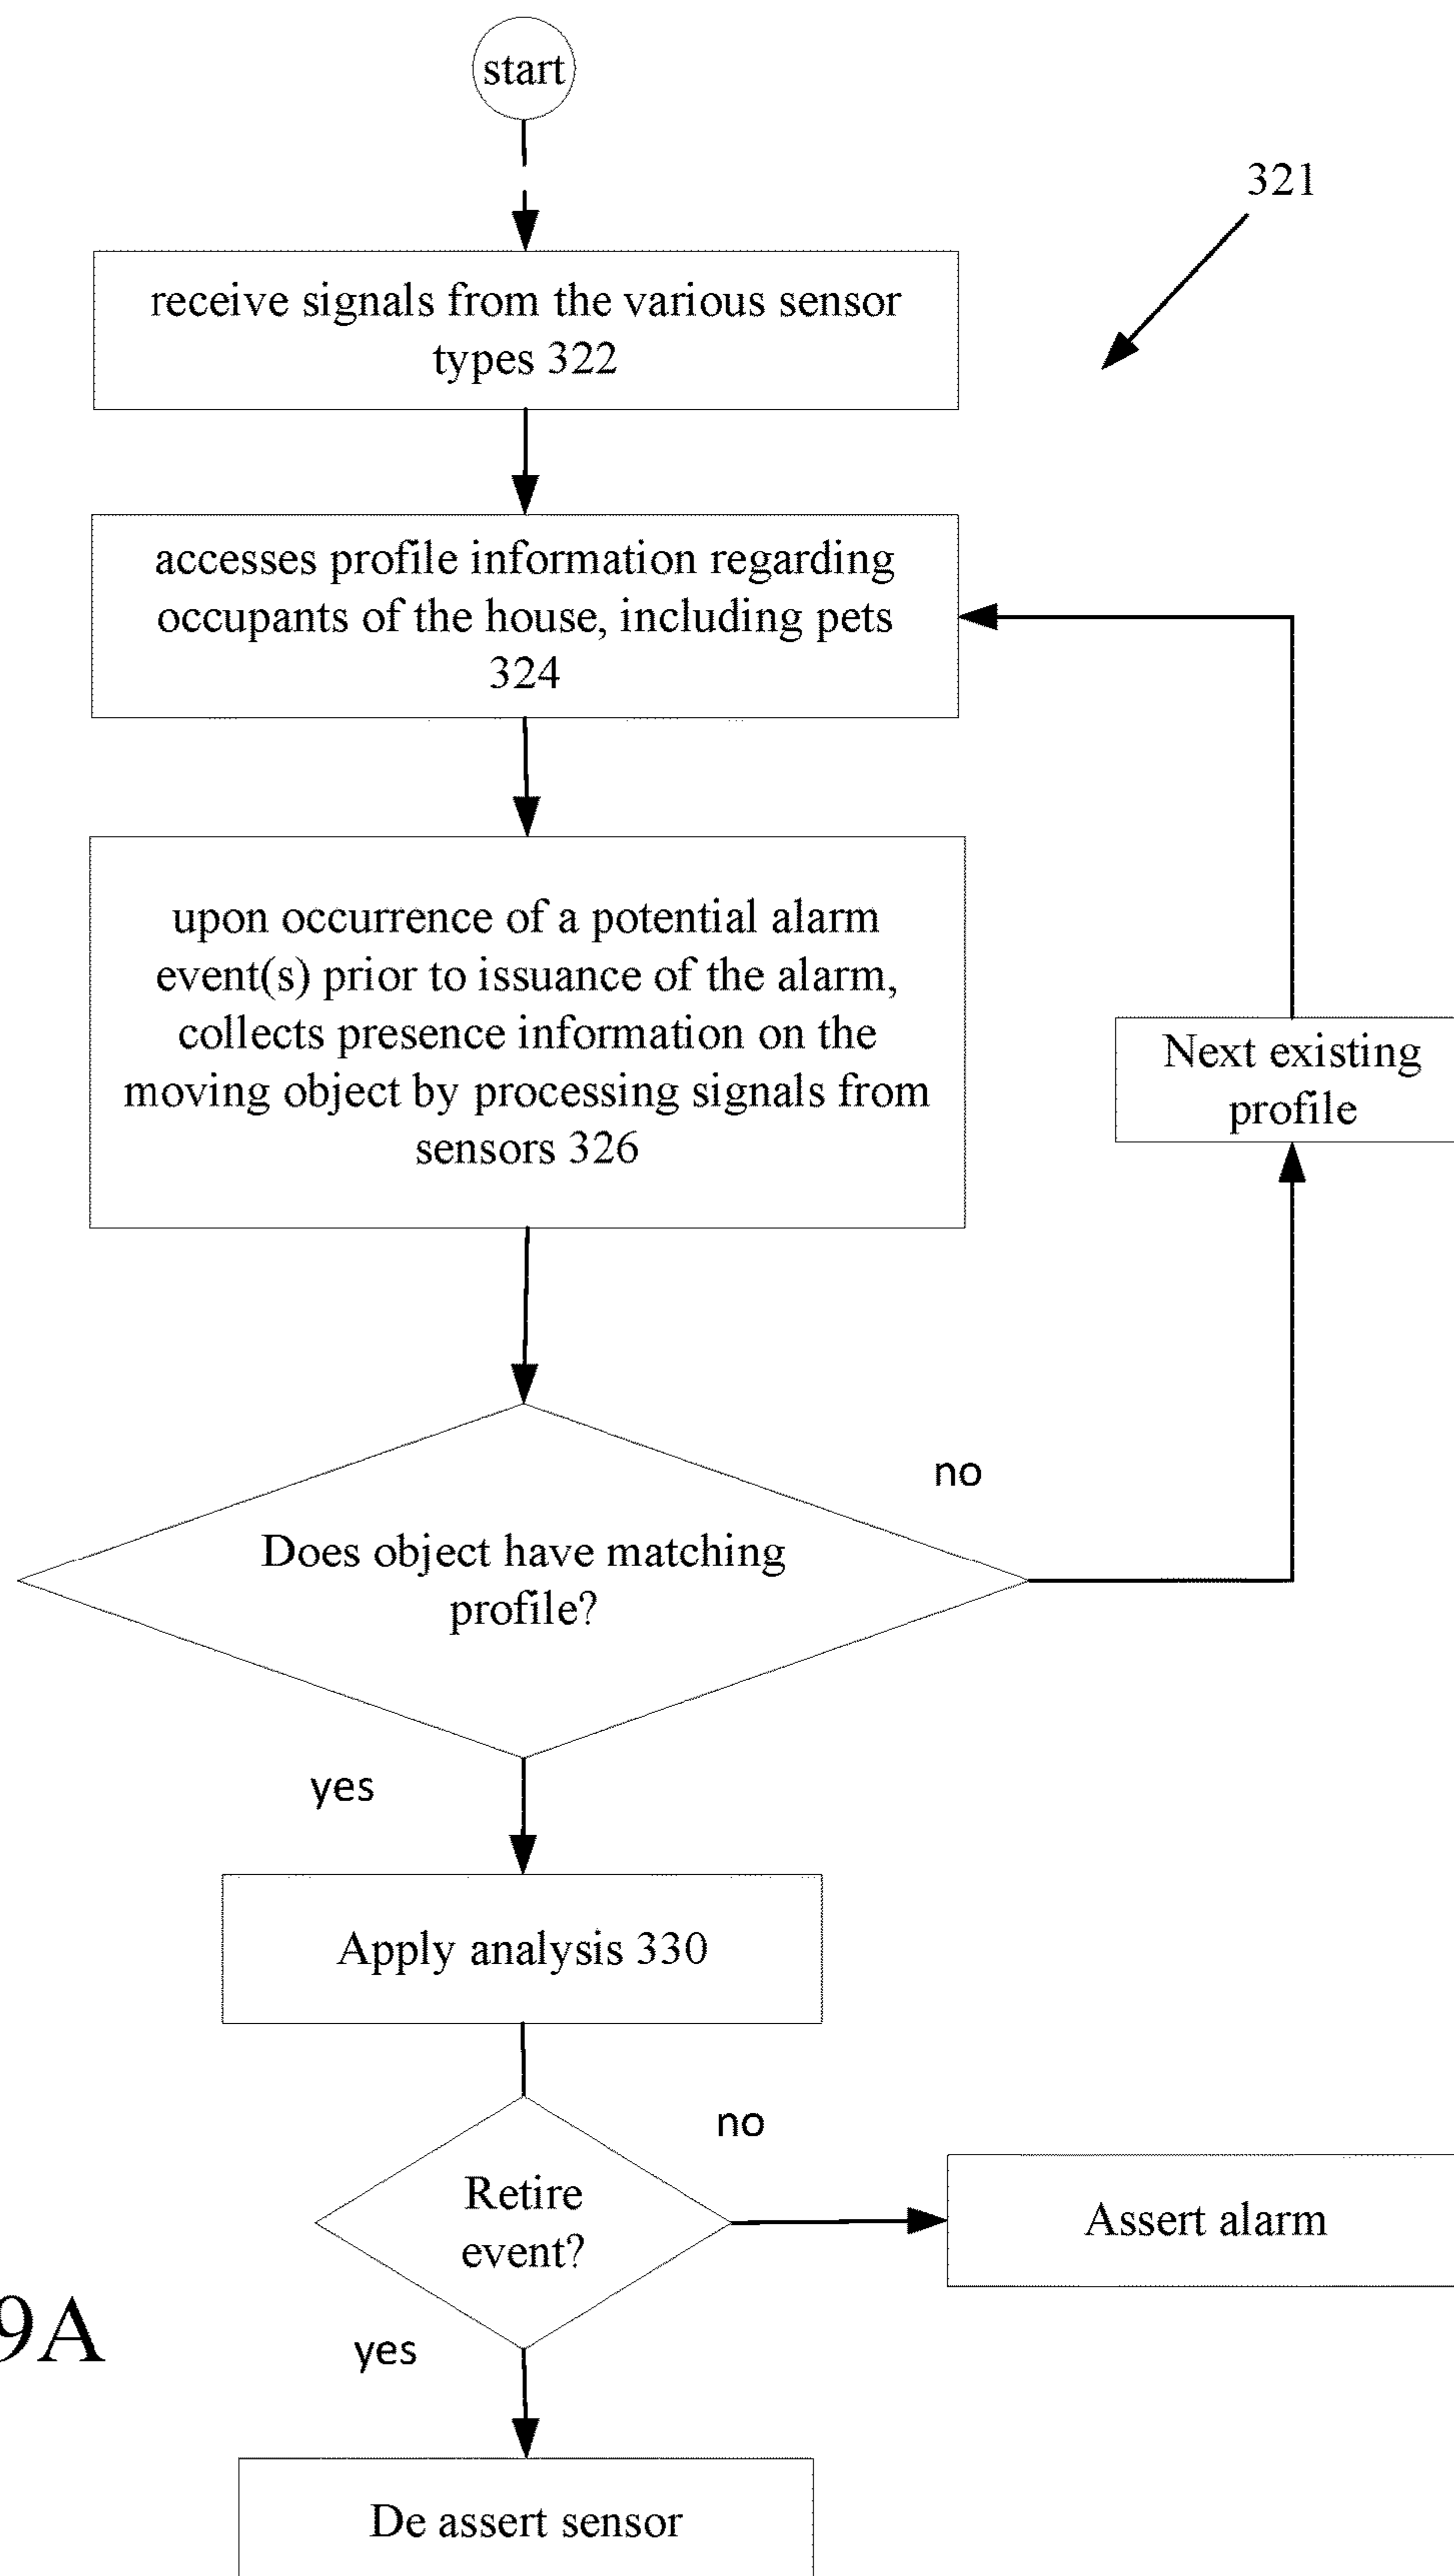 start
321
receive signals from the various sensor
types 322
accesses profile information regarding
occupants of the house, including pets
324
upon occurrence of a potential alarm
event(s) prior to issuance of the alarm,
collects presence information on the
moving object by processing signals from
sensors 326
Next existing
profile
no
Does object have matching
profile?
yes
Apply analysis 330
no
Retire
event?
Assert alarm
9A
yes
De assert sensor